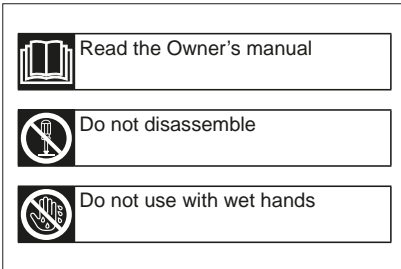 Read the Owner’s manual
Do not disassemble
Do not use with wet hands